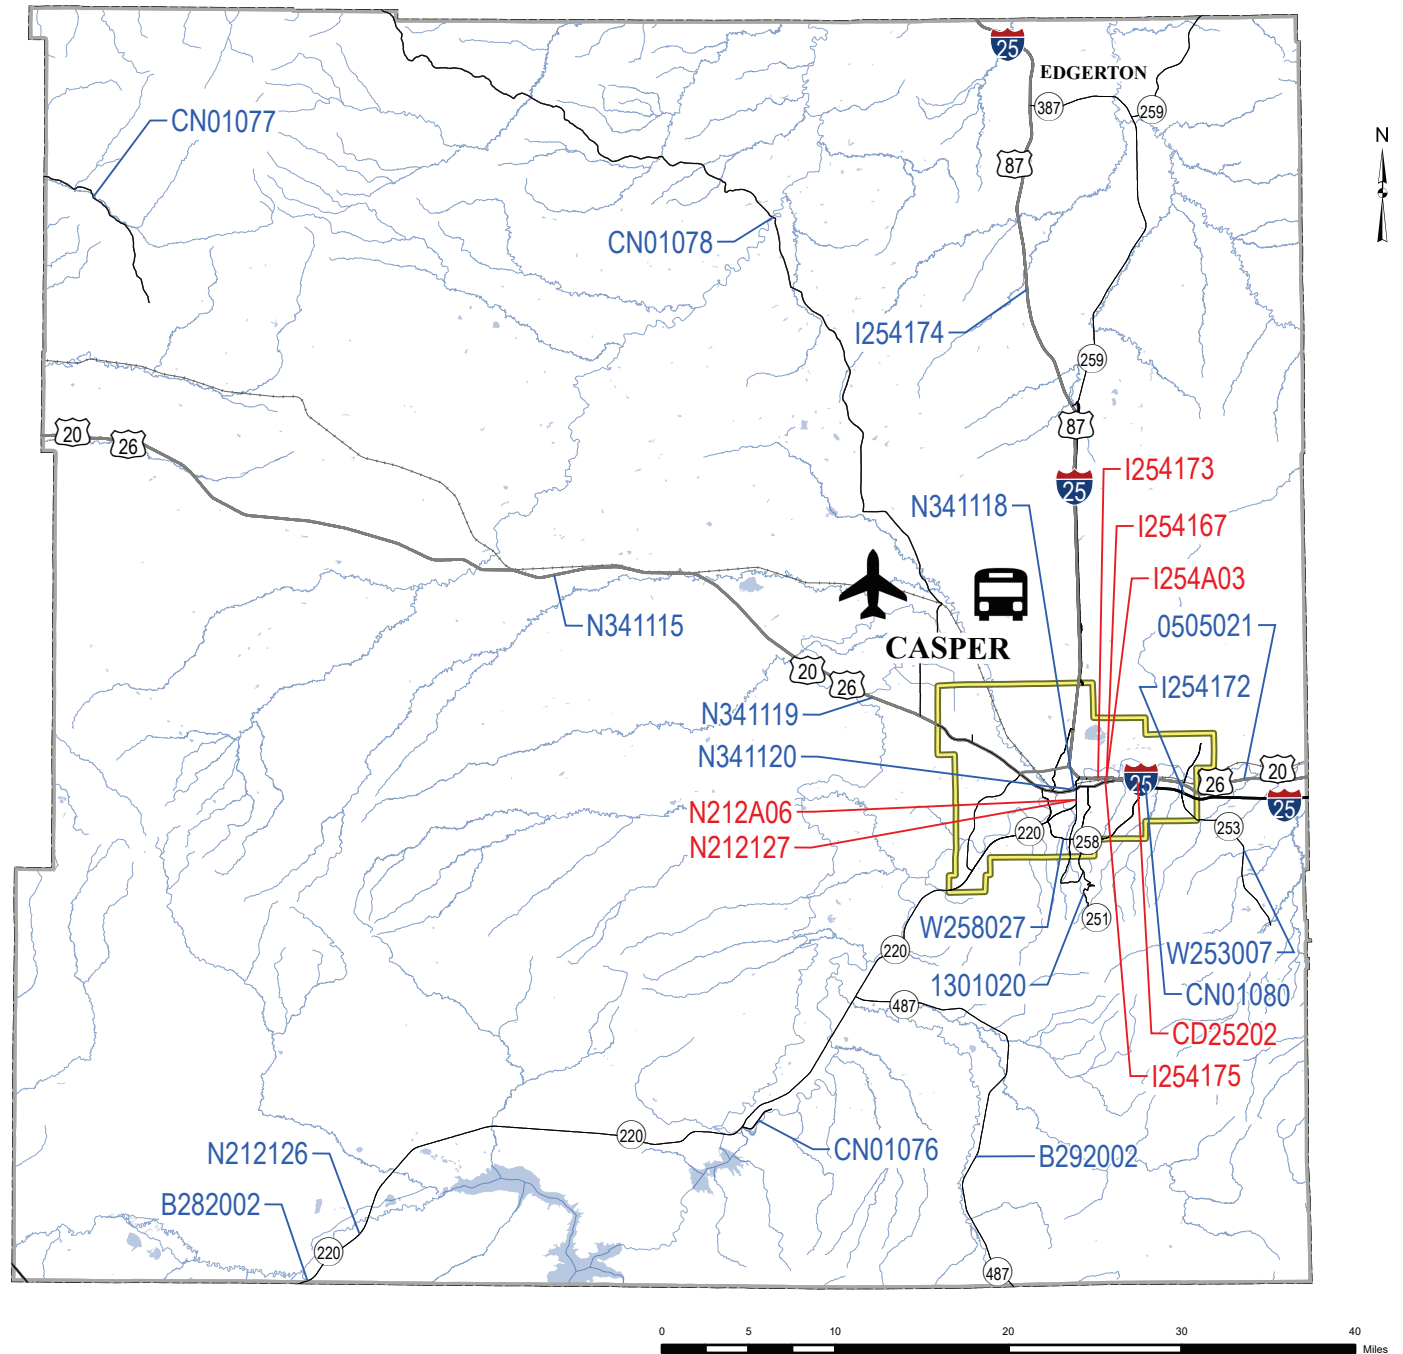 25
EDGERTON
387
259
CN01077
N
87
CN01078
I254174
259
87
20
26
I254173
25
N341118
I254167
I254A03
0505021
N341115
CASPER
20
26
I254172
N341119
N341120
20
26
25
25
N212A06
N212127
220
258
253
251
W258027
220
W253007
1301020
CN01080
487
CD25202
I254175
220
CN01076
N212126
B292002
B282002
220
487
0 5 10 20 30 40
Miles